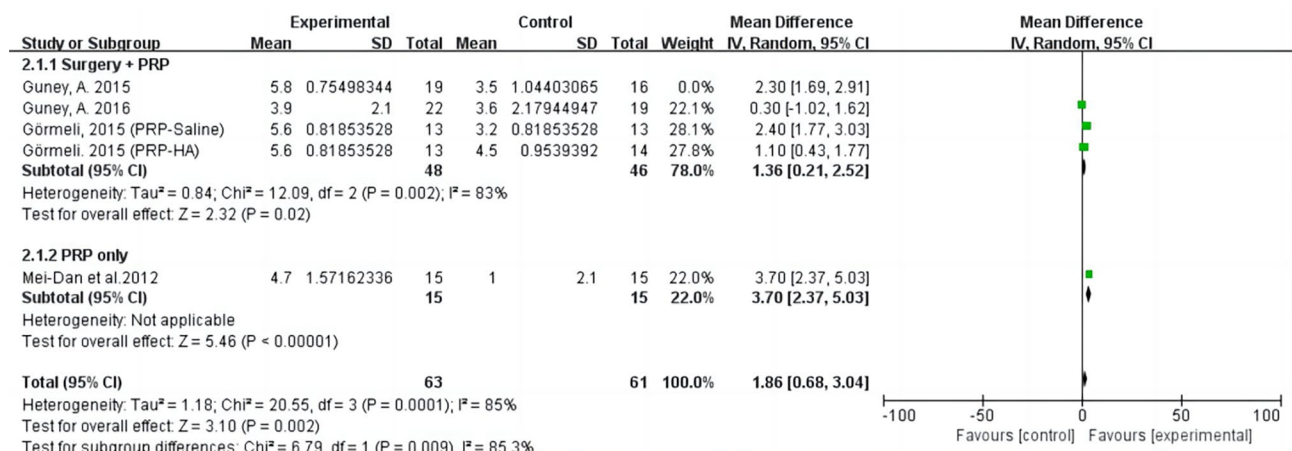 Experimental Control Mean Difference Mean Difference
Study or Subgroup Mean SD Total Mean SD Total Weight IV, Random, 95% CI IV, Random, 95% CI
2.1.1 Surgery + PRP
Guney, A. 2015 5.8 0.75498344 19 3.5 1.04403065 16 0.0% 2.30 [1.69, 2.91]
Guney, A. 2016 3.9 2.1 22 3.6 2.17944947 19 22.1% 0.30 [-1.02, 1.62]
Görmeli, 2015 (PRP-Saline) 5.6 0.81853528 13 3.2 0.81853528 13 28.1% 2.40 [1.77, 3.03]
Görmeli. 2015 (PRP-HA) 5.6 0.81853528 13 4.5 0.9539392 14 27.8% 1.10 [0.43, 1.77]
Subtotal (95% CI) 48 46 78.0% 1.36 [0.21, 2.52]
Heterogeneity: Tau² = 0.84; Chi² = 12.09, df = 2 (P = 0.002); I² = 83%
Test for overall effect: Z = 2.32 (P = 0.02)
2.1.2 PRP only
Mei-Dan et al.2012 4.7 1.57162336 15 1 2.1 15 22.0% 3.70 [2.37, 5.03]
Subtotal (95% CI) 15 15 22.0% 3.70 [2.37, 5.03]
Heterogeneity: Not applicable
Test for overall effect: Z = 5.46 (P < 0.00001)
Total (95% CI) 63 61 100.0% 1.86 [0.68, 3.04]
Heterogeneity: Tau² = 1.18; Chi² = 20.55, df = 3 (P = 0.0001); I² = 85%
Test for overall effect: Z = 3.10 (P = 0.002)
Test for subgroup differences: Chi² = 6.79, df = 1 (P = 0.009), I² = 85.3%
-100 -50 0 50 100
Favours [control] Favours [experimental]